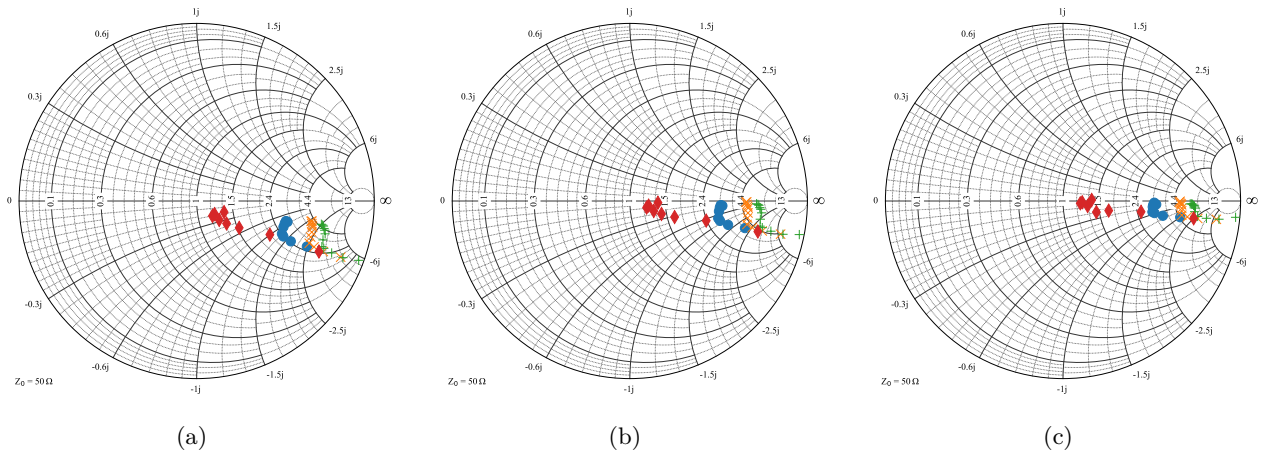 1j
0.6j
1.5j
0.3j
2.5j
6j
0
0.1
0.3
0.6
1
1.5
2.4
4.4
13
∞
-6j
-0.3j
-2.5j
-0.6j
-1.5j
-1j
Z₀ = 50 Ω
(a)
1j
0.6j
1.5j
0.3j
2.5j
6j
0
0.1
0.3
0.6
1
1.5
2.4
4.4
13
∞
-6j
-0.3j
-2.5j
-0.6j
-1.5j
-1j
Z₀ = 50 Ω
(b)
1j
0.6j
1.5j
0.3j
2.5j
6j
0
0.1
0.3
0.6
1
1.5
2.4
4.4
13
∞
-6j
-0.3j
-2.5j
-0.6j
-1.5j
-1j
Z₀ = 50 Ω
(c)